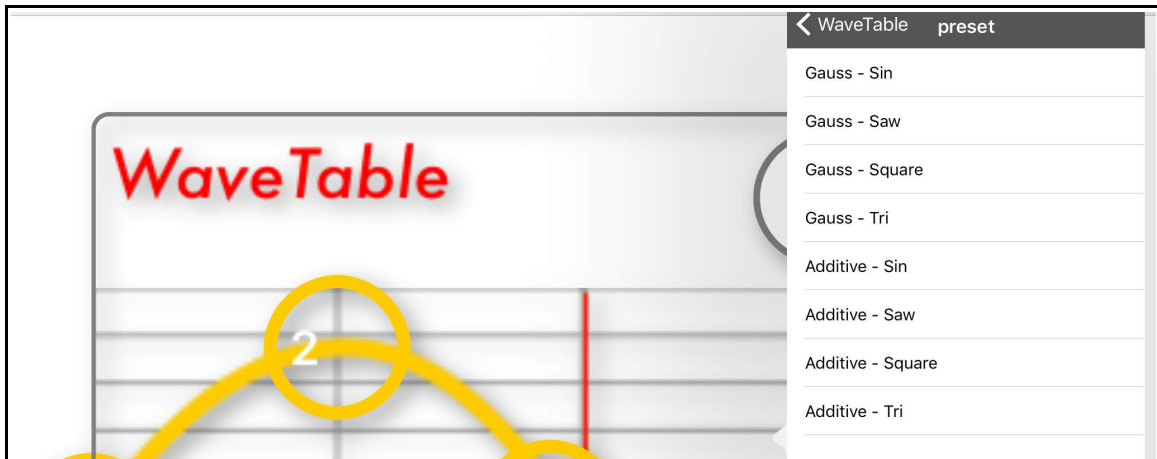 WaveTable
2
WaveTable preset
Gauss - Sin
Gauss - Saw
Gauss - Square
Gauss - Tri
Additive - Sin
Additive - Saw
Additive - Square
Additive - Tri